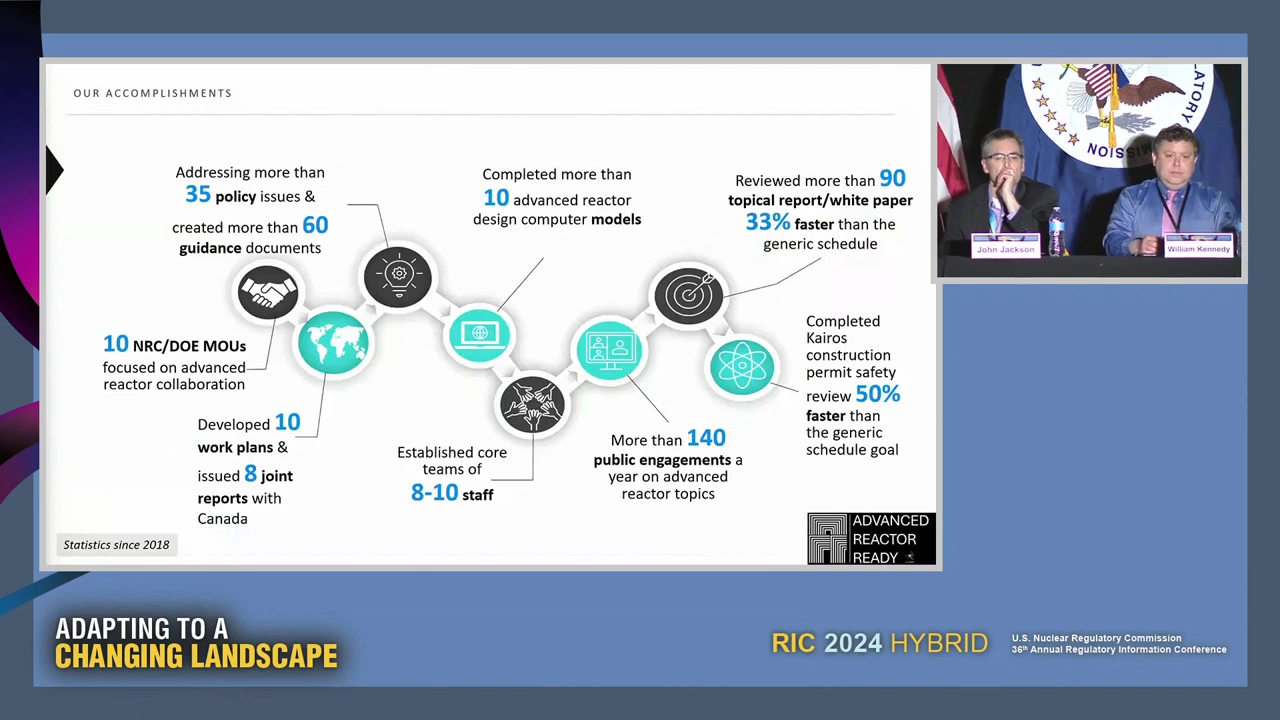 OUR ACCOMPLISHMENTS
Addressing more than
35 policy issues &
created more than 60
guidance documents
Completed more than
10 advanced reactor
design computer models
Reviewed more than 90
topical report/white paper
33% faster than the
generic schedule
10 NRC/DOE MOUs
focused on advanced
reactor collaboration
Developed 10
work plans &
issued 8 joint
reports with
Canada
Established core
teams of
8-10 staff
More than 140
public engagements a
year on advanced
reactor topics
Completed
Kairos
construction
permit safety
review 50%
faster than
the generic
schedule goal
Statistics since 2018
ADVANCED
REACTOR
READY
LATORY
MISSION
John Jackson
William Kennedy
ADAPTING TO A
CHANGING LANDSCAPE
RIC 2024 HYBRID
U.S. Nuclear Regulatory Commission
36th Annual Regulatory Information Conference